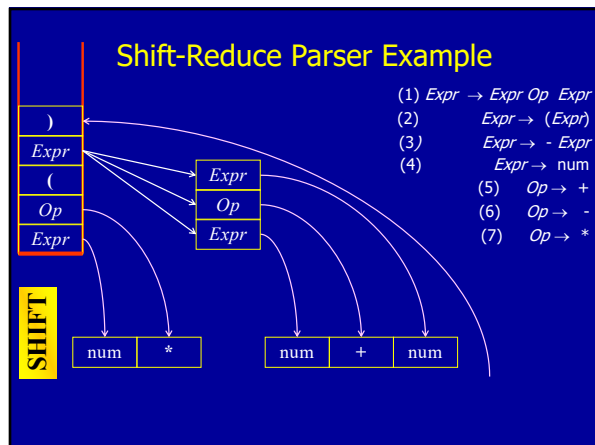 Shift-Reduce Parser Example
(1) Expr → Expr Op Expr
(2) Expr → (Expr)
(3) Expr → - Expr
(4) Expr → num
(5) Op → +
(6) Op → -
(7) Op → *
)
Expr
(
Op
Expr
Expr
Op
Expr
SHIFT
num *
num + num